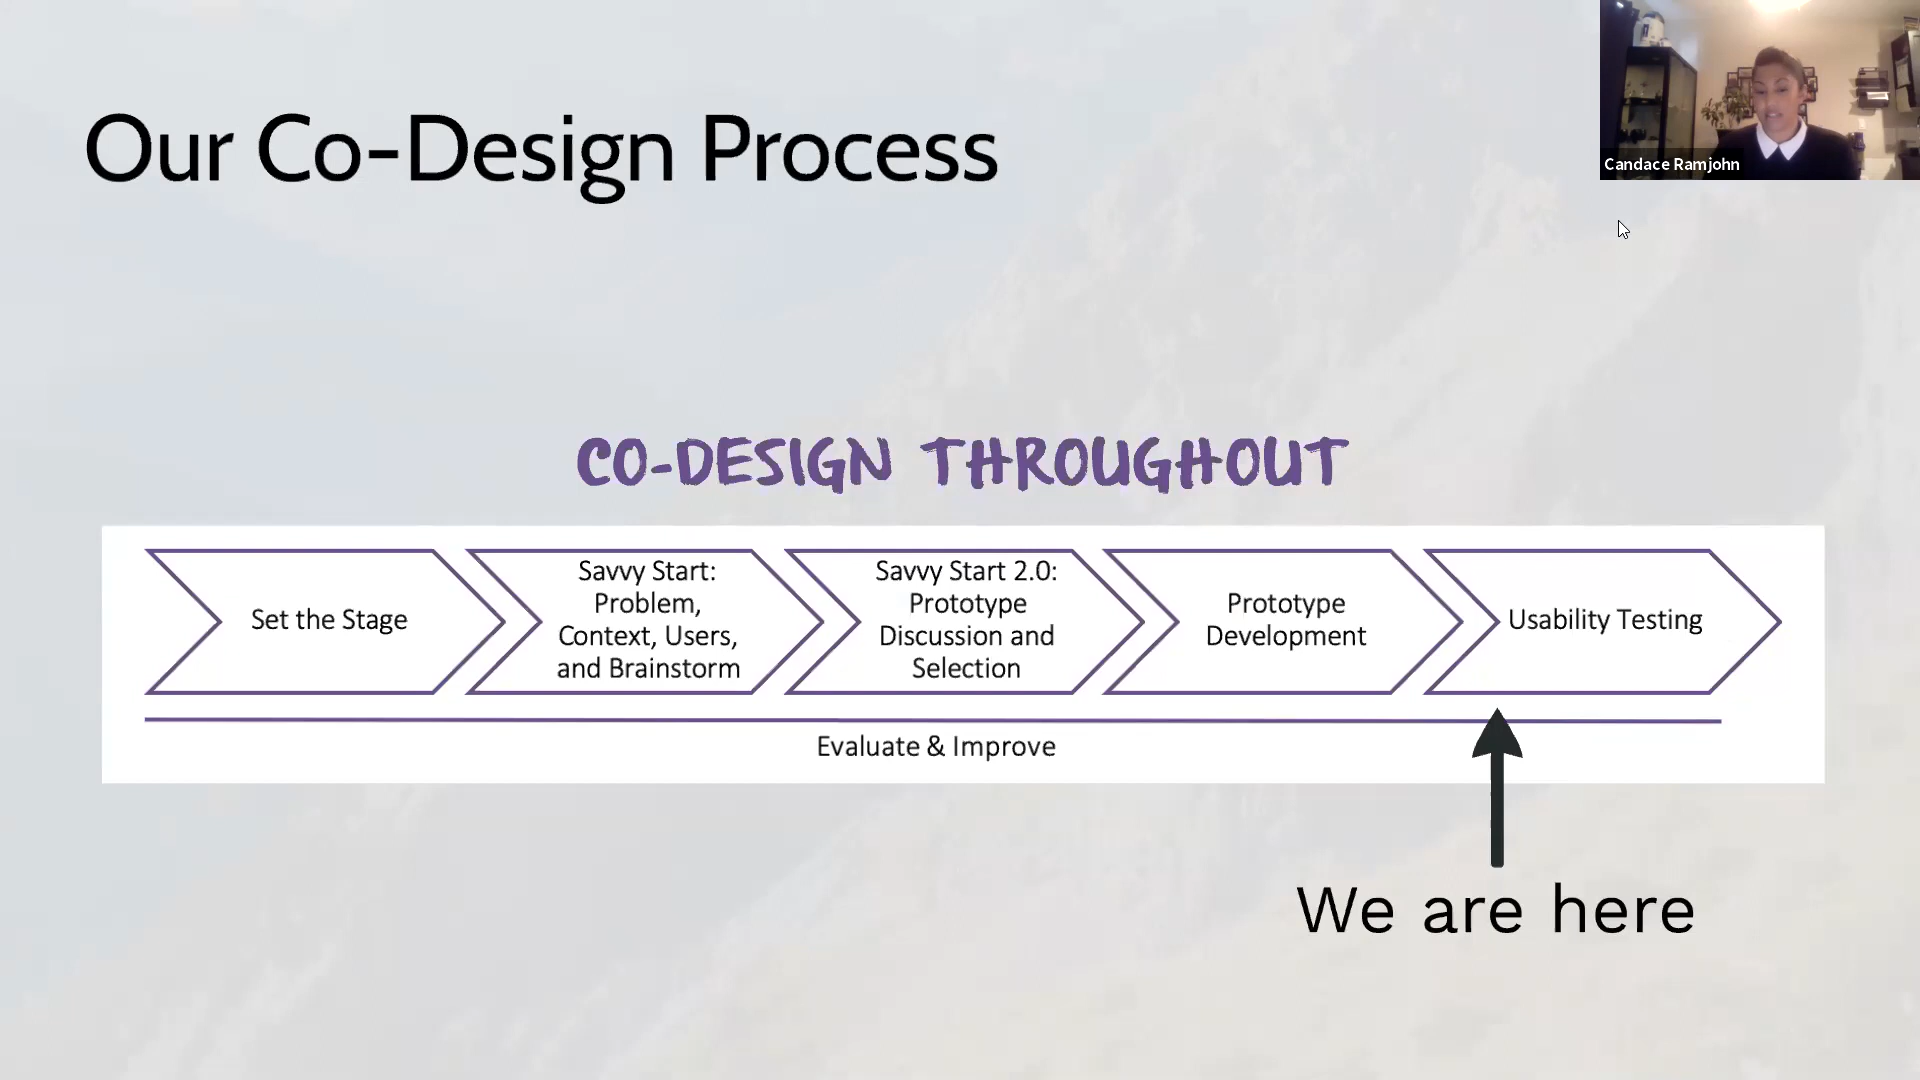 Our Co-Design Process
Candace Ramjohn
CO-DESIGN THROUGHOUT
Set the Stage
Savvy Start:
Problem,
Context, Users,
and Brainstorm
Savvy Start 2.0:
Prototype
Discussion and
Selection
Prototype
Development
Usability Testing
Evaluate & Improve
We are here